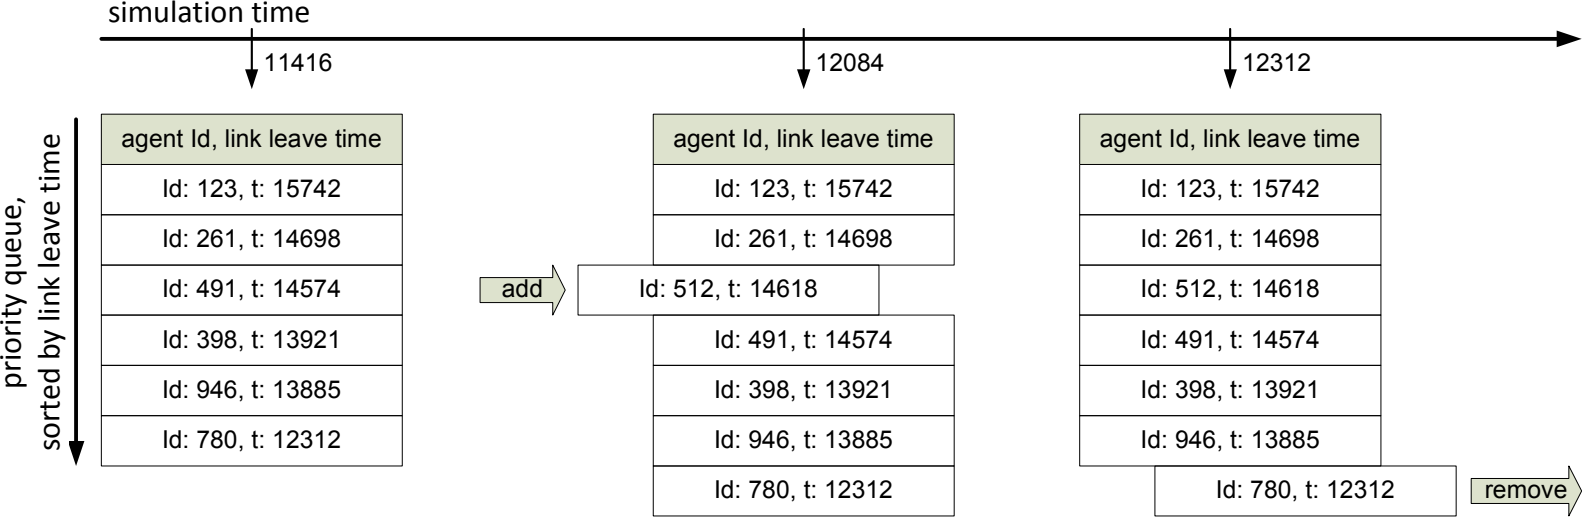 simulation time
11416
12084
12312
priority queue,
sorted by link leave time
agent Id, link leave time
Id: 123, t: 15742
Id: 261, t: 14698
Id: 491, t: 14574
Id: 398, t: 13921
Id: 946, t: 13885
Id: 780, t: 12312
add
agent Id, link leave time
Id: 123, t: 15742
Id: 261, t: 14698
Id: 512, t: 14618
Id: 491, t: 14574
Id: 398, t: 13921
Id: 946, t: 13885
Id: 780, t: 12312
agent Id, link leave time
Id: 123, t: 15742
Id: 261, t: 14698
Id: 512, t: 14618
Id: 491, t: 14574
Id: 398, t: 13921
Id: 946, t: 13885
Id: 780, t: 12312
remove